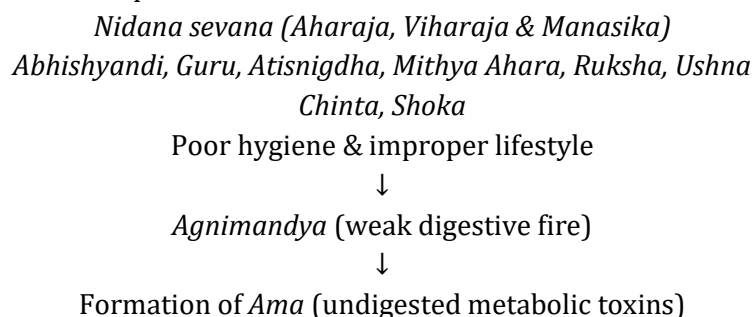 Nidana sevana (Aharaja, Viharaja & Manasika)
Abhishyandi, Guru, Atisnigdha, Mithya Ahara, Ruksha, Ushna
Chinta, Shoka
Poor hygiene & improper lifestyle
↓
Agnimandya (weak digestive fire)
↓
Formation of Ama (undigested metabolic toxins)